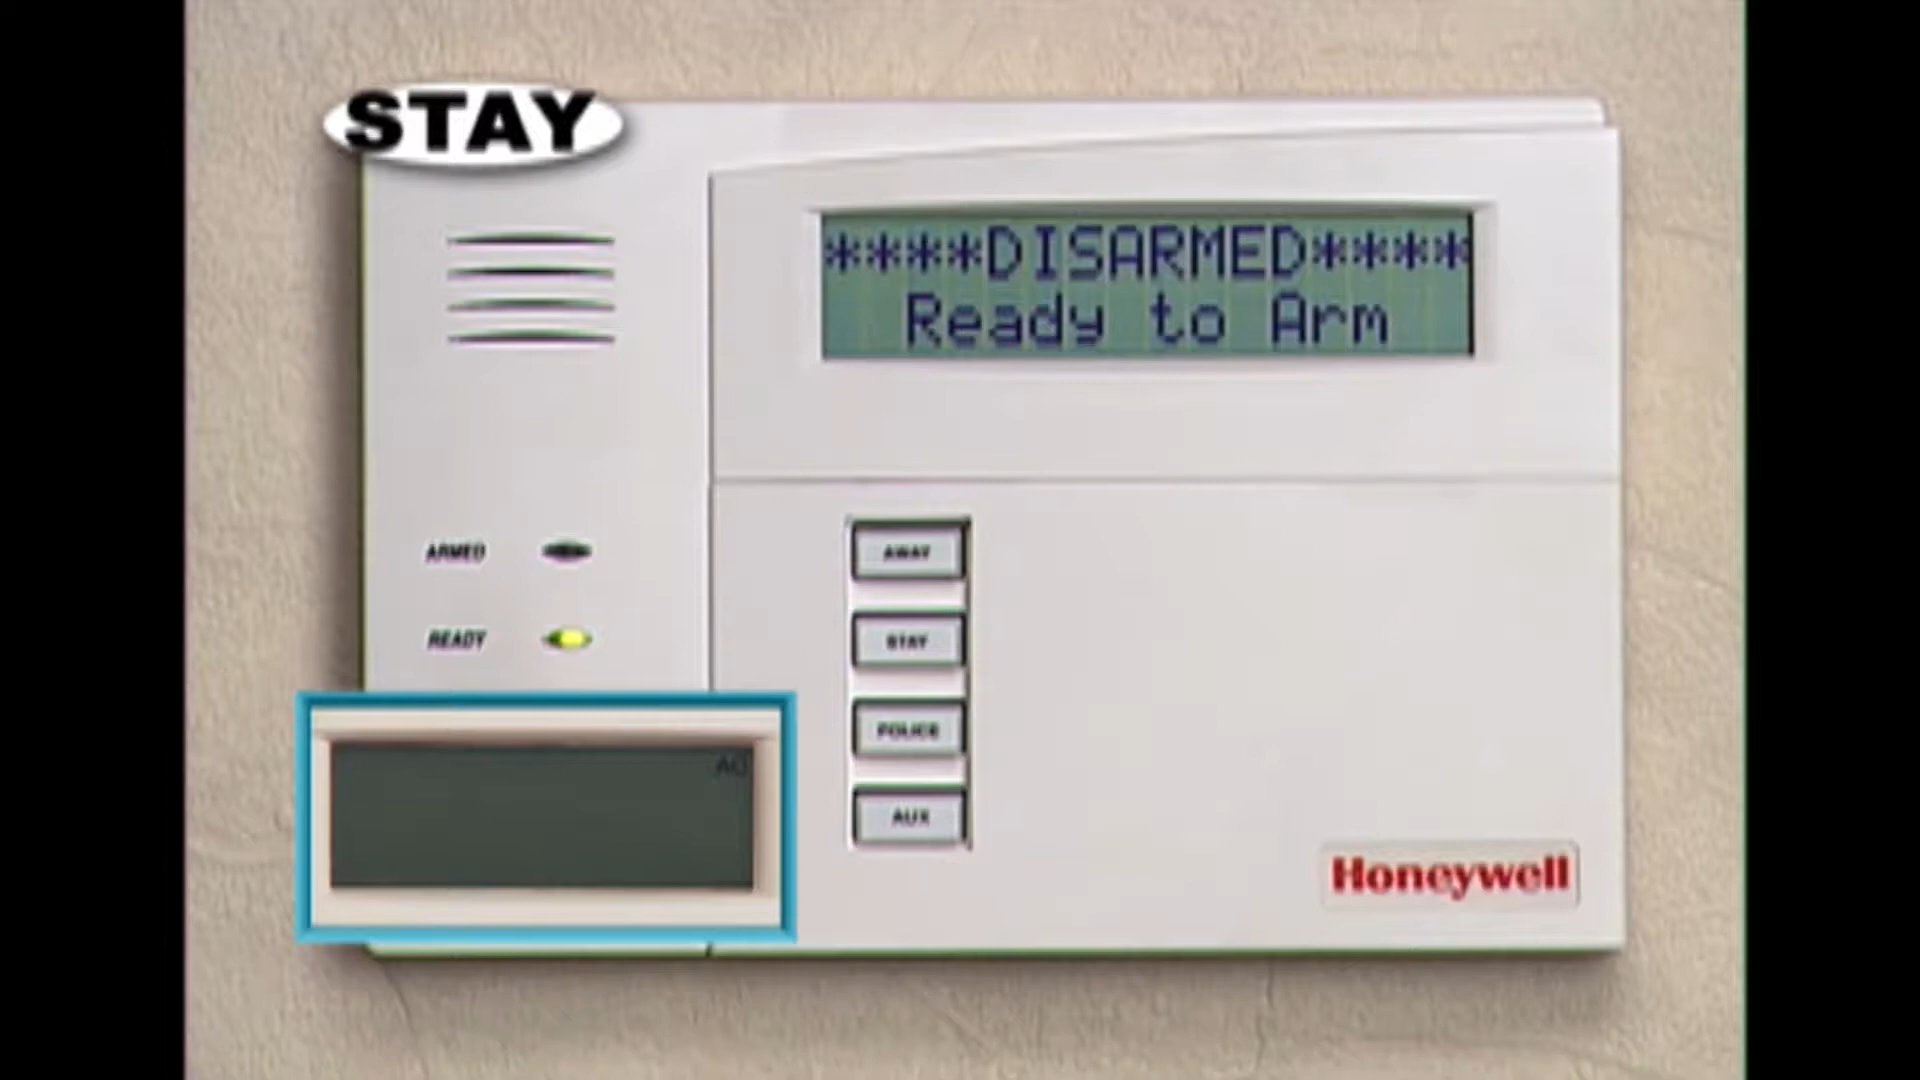 STAY
****DISARMED****
Ready to Arm
ARMED
READY
AWAY
STAY
POLICE
AUX
Honeywell